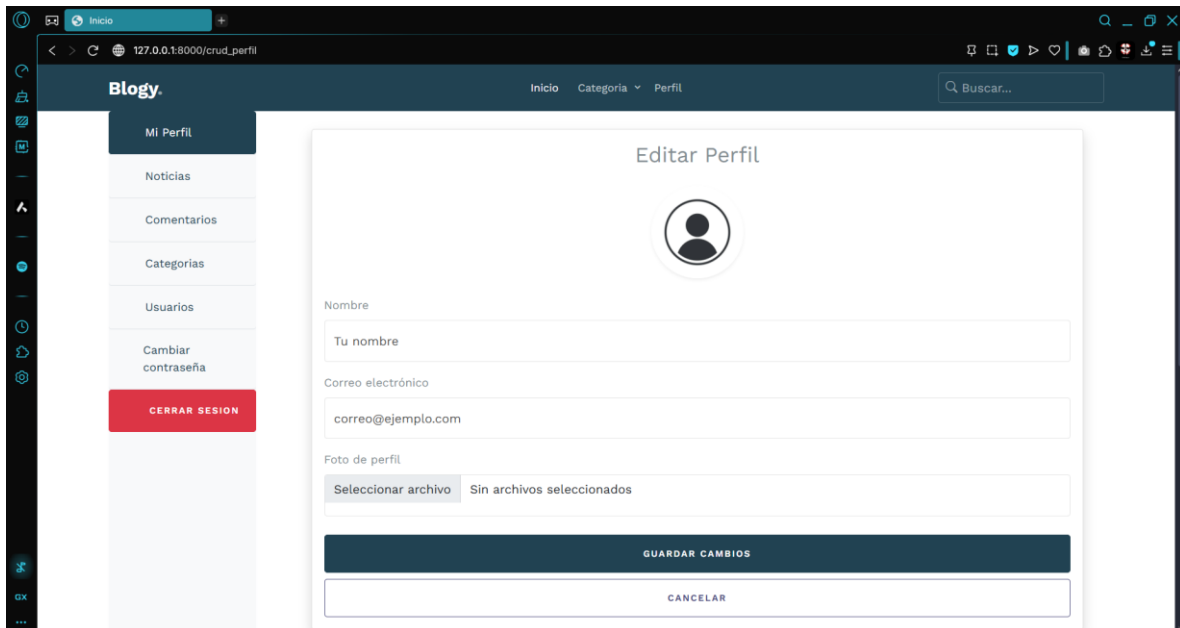 Inicio
127.0.0.1:8000/crud_perfil
Blogy.
Inicio Categoria Perfil
Buscar...
Mi Perfil
Noticias
Comentarios
Categorias
Usuarios
Cambiar
contraseña
CERRAR SESION
Editar Perfil
Nombre
Tu nombre
Correo electrónico
correo@ejemplo.com
Foto de perfil
Seleccionar archivo Sin archivos seleccionados
GUARDAR CAMBIOS
CANCELAR
M
GX